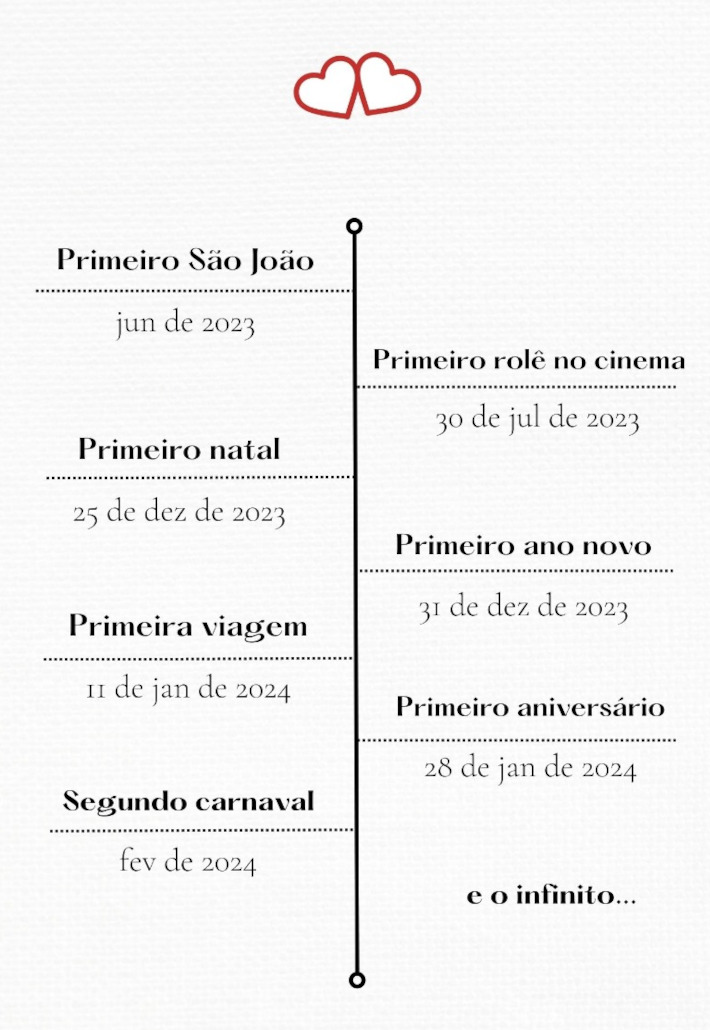 Primeiro São João
jun de 2023
Primeiro rolê no cinema
30 de jul de 2023
Primeiro natal
25 de dez de 2023
Primeiro ano novo
31 de dez de 2023
Primeira viagem
11 de jan de 2024
Primeiro aniversário
28 de jan de 2024
Segundo carnaval
fev de 2024
e o infinito...